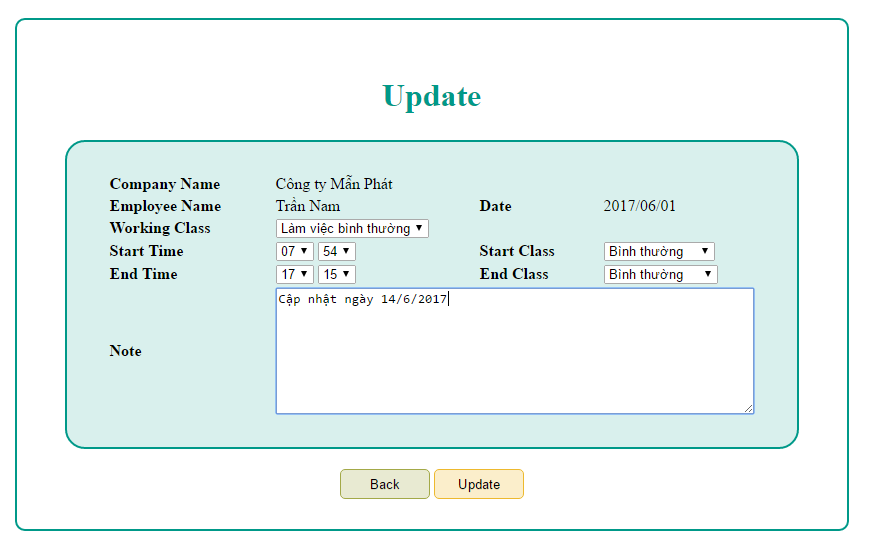 Update
Company Name Công ty Mẫn Phát
Employee Name Trần Nam Date 2017/06/01
Working Class Làm việc bình thường
Start Time 07 54 Start Class Bình thường
End Time 17 15 End Class Bình thường
Note Cập nhật ngày 14/6/2017
Back Update